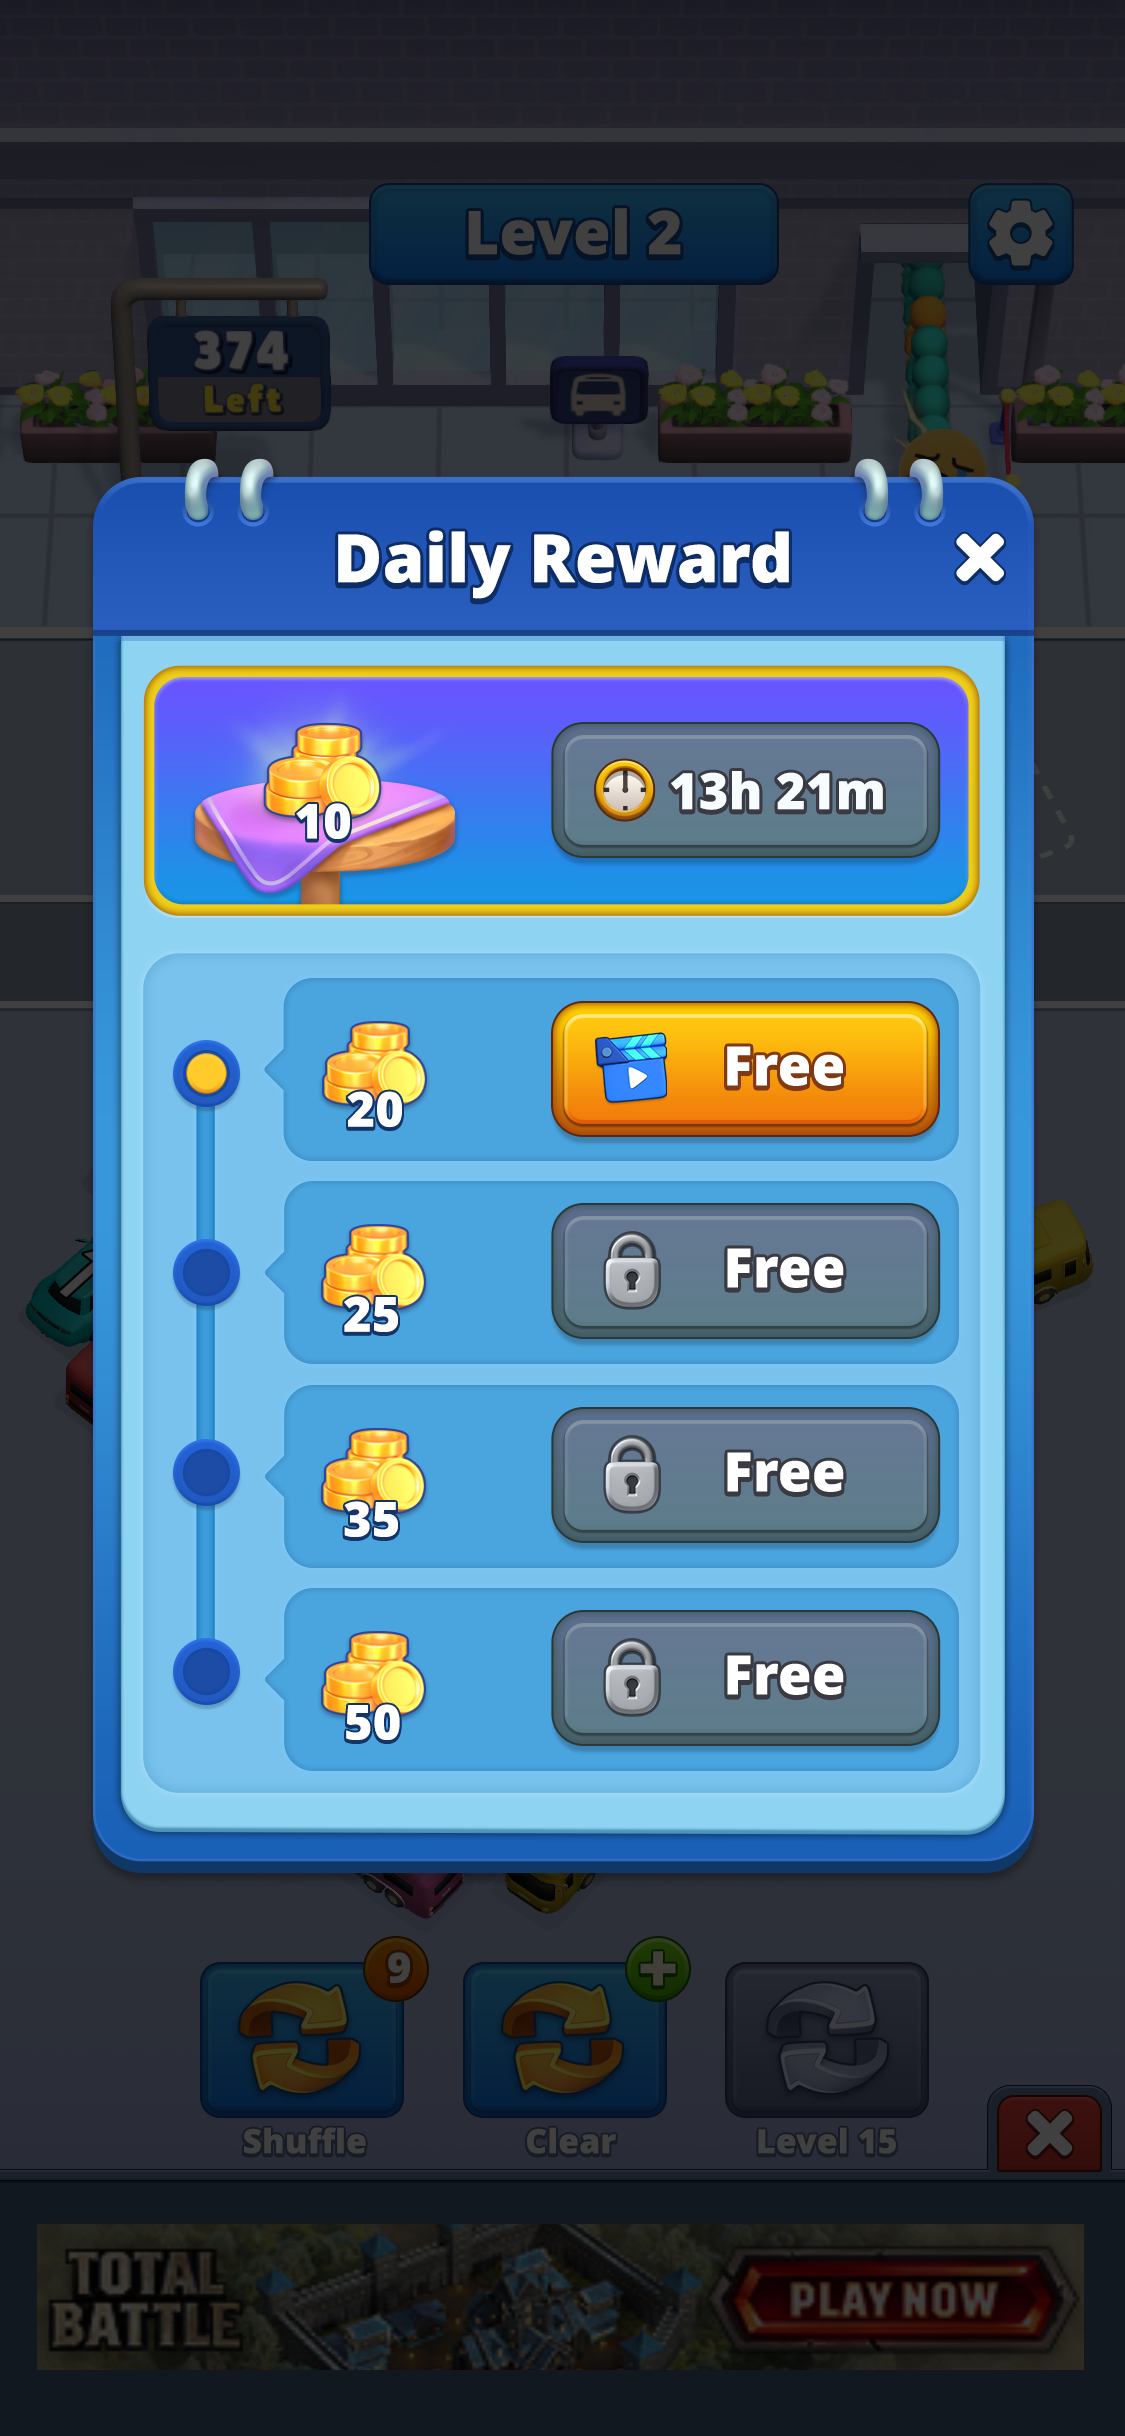 Level 2
374
Left
Daily Reward
10
13h 21m
20
Free
25
Free
35
Free
50
Free
9
Shuffle
Clear
Level 15
TOTAL
BATTLE
PLAY NOW